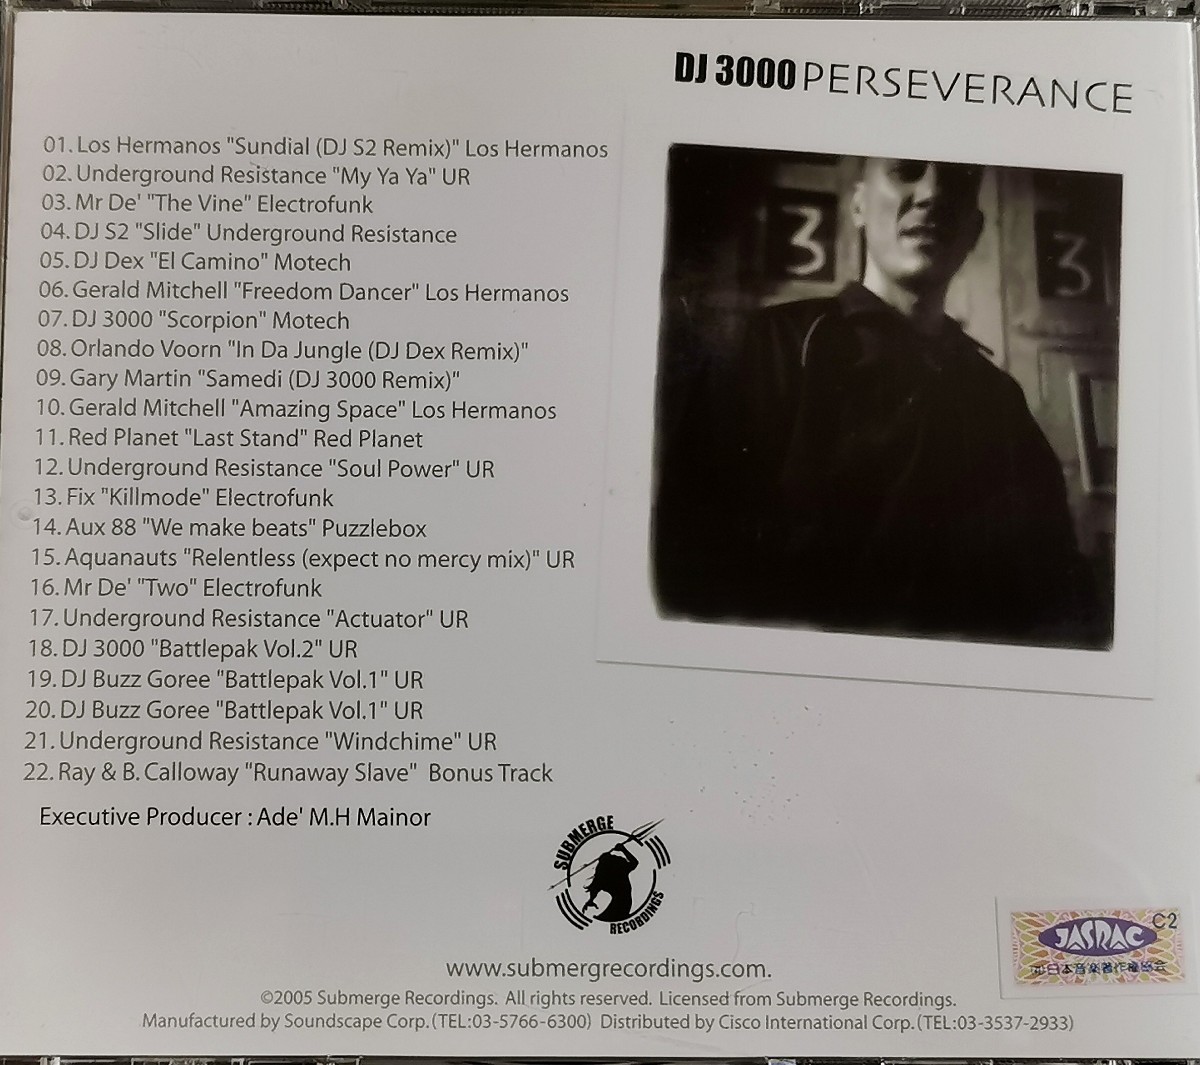 DJ 3000 PERSEVERANCE
01. Los Hermanos "Sundial (DJ S2 Remix)" Los Hermanos
02. Underground Resistance "My Ya Ya" UR
03. Mr De' "The Vine" Electrofunk
04. DJ S2 "Slide" Underground Resistance
05. DJ Dex "El Camino" Motech
06. Gerald Mitchell "Freedom Dancer" Los Hermanos
07. DJ 3000 "Scorpion" Motech
08. Orlando Voorn "In Da Jungle (DJ Dex Remix)"
09. Gary Martin "Samedi (DJ 3000 Remix)"
10. Gerald Mitchell "Amazing Space" Los Hermanos
11. Red Planet "Last Stand" Red Planet
12. Underground Resistance "Soul Power" UR
13. Fix "Killmode" Electrofunk
14. Aux 88 "We make beats" Puzzlebox
15. Aquanauts "Relentless (expect no mercy mix)" UR
16. Mr De' "Two" Electrofunk
17. Underground Resistance "Actuator" UR
18. DJ 3000 "Battlepak Vol.2" UR
19. DJ Buzz Goree "Battlepak Vol.1" UR
20. DJ Buzz Goree "Battlepak Vol.1" UR
21. Underground Resistance "Windchime" UR
22. Ray & B. Calloway "Runaway Slave" Bonus Track
Executive Producer : Ade' M.H Mainor
3
3
SUBMERGE
RECORDINGS
JASRAC C2
日本音楽著作権協会
www.submergrecordings.com.
©2005 Submerge Recordings. All rights reserved. Licensed from Submerge Recordings.
Manufactured by Soundscape Corp.(TEL:03-5766-6300) Distributed by Cisco International Corp.(TEL:03-3537-2933)